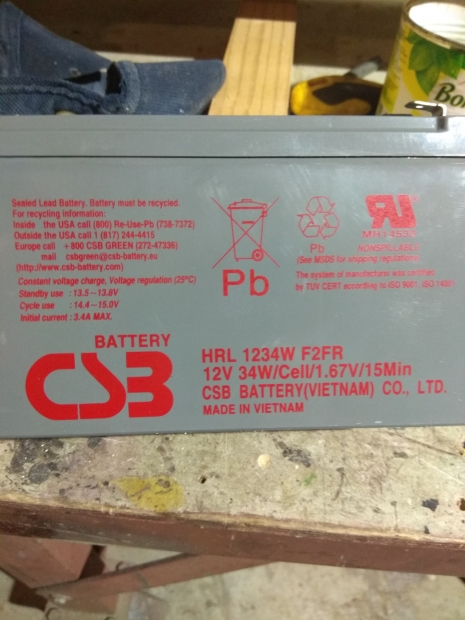 Sealed Lead Battery. Battery must be recycled.
For recycling information:
Inside the USA call (800) Re-Use-Pb (738-7372)
Outside the USA call 1 (817) 244-4415
Europe call +800 CSB GREEN (272-47336)
mail csbgreen@csb-battery.eu
(http://www.csb-battery.com)
Constant voltage charge, Voltage regulation (25°C)
Standby use : 13.5~13.8V
Cycle use : 14.4~15.0V
Initial current : 3.4A MAX.
Pb
Pb
NONSPILLABLE
(See MSDS for shipping regulations)
The system of manufacturer was certified
by TUV CERT according to ISO 9001, ISO 14001
BATTERY
CSB
HRL 1234W F2FR
12V 34W/Cell/1.67V/15Min
CSB BATTERY(VIETNAM) CO., LTD.
MADE IN VIETNAM
Bon